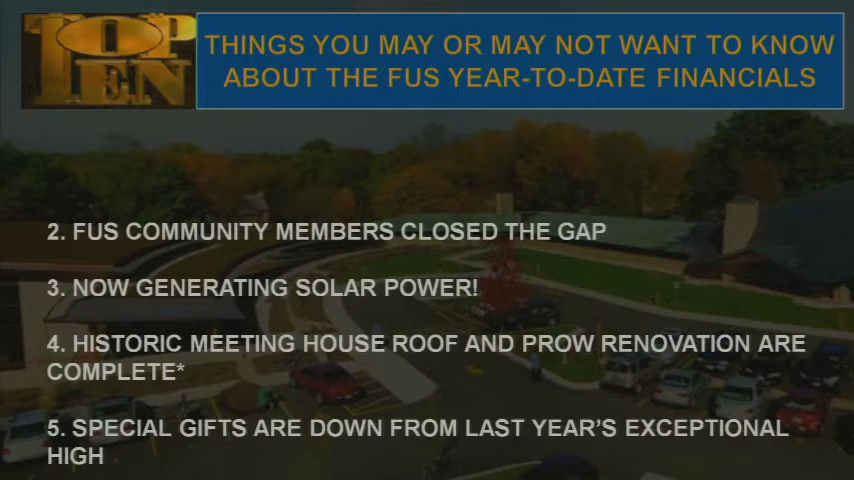 TOP
TEN
THINGS YOU MAY OR MAY NOT WANT TO KNOW
ABOUT THE FUS YEAR-TO-DATE FINANCIALS
2. FUS COMMUNITY MEMBERS CLOSED THE GAP
3. NOW GENERATING SOLAR POWER!
4. HISTORIC MEETING HOUSE ROOF AND PROW RENOVATION ARE
COMPLETE*
5. SPECIAL GIFTS ARE DOWN FROM LAST YEAR’S EXCEPTIONAL
HIGH